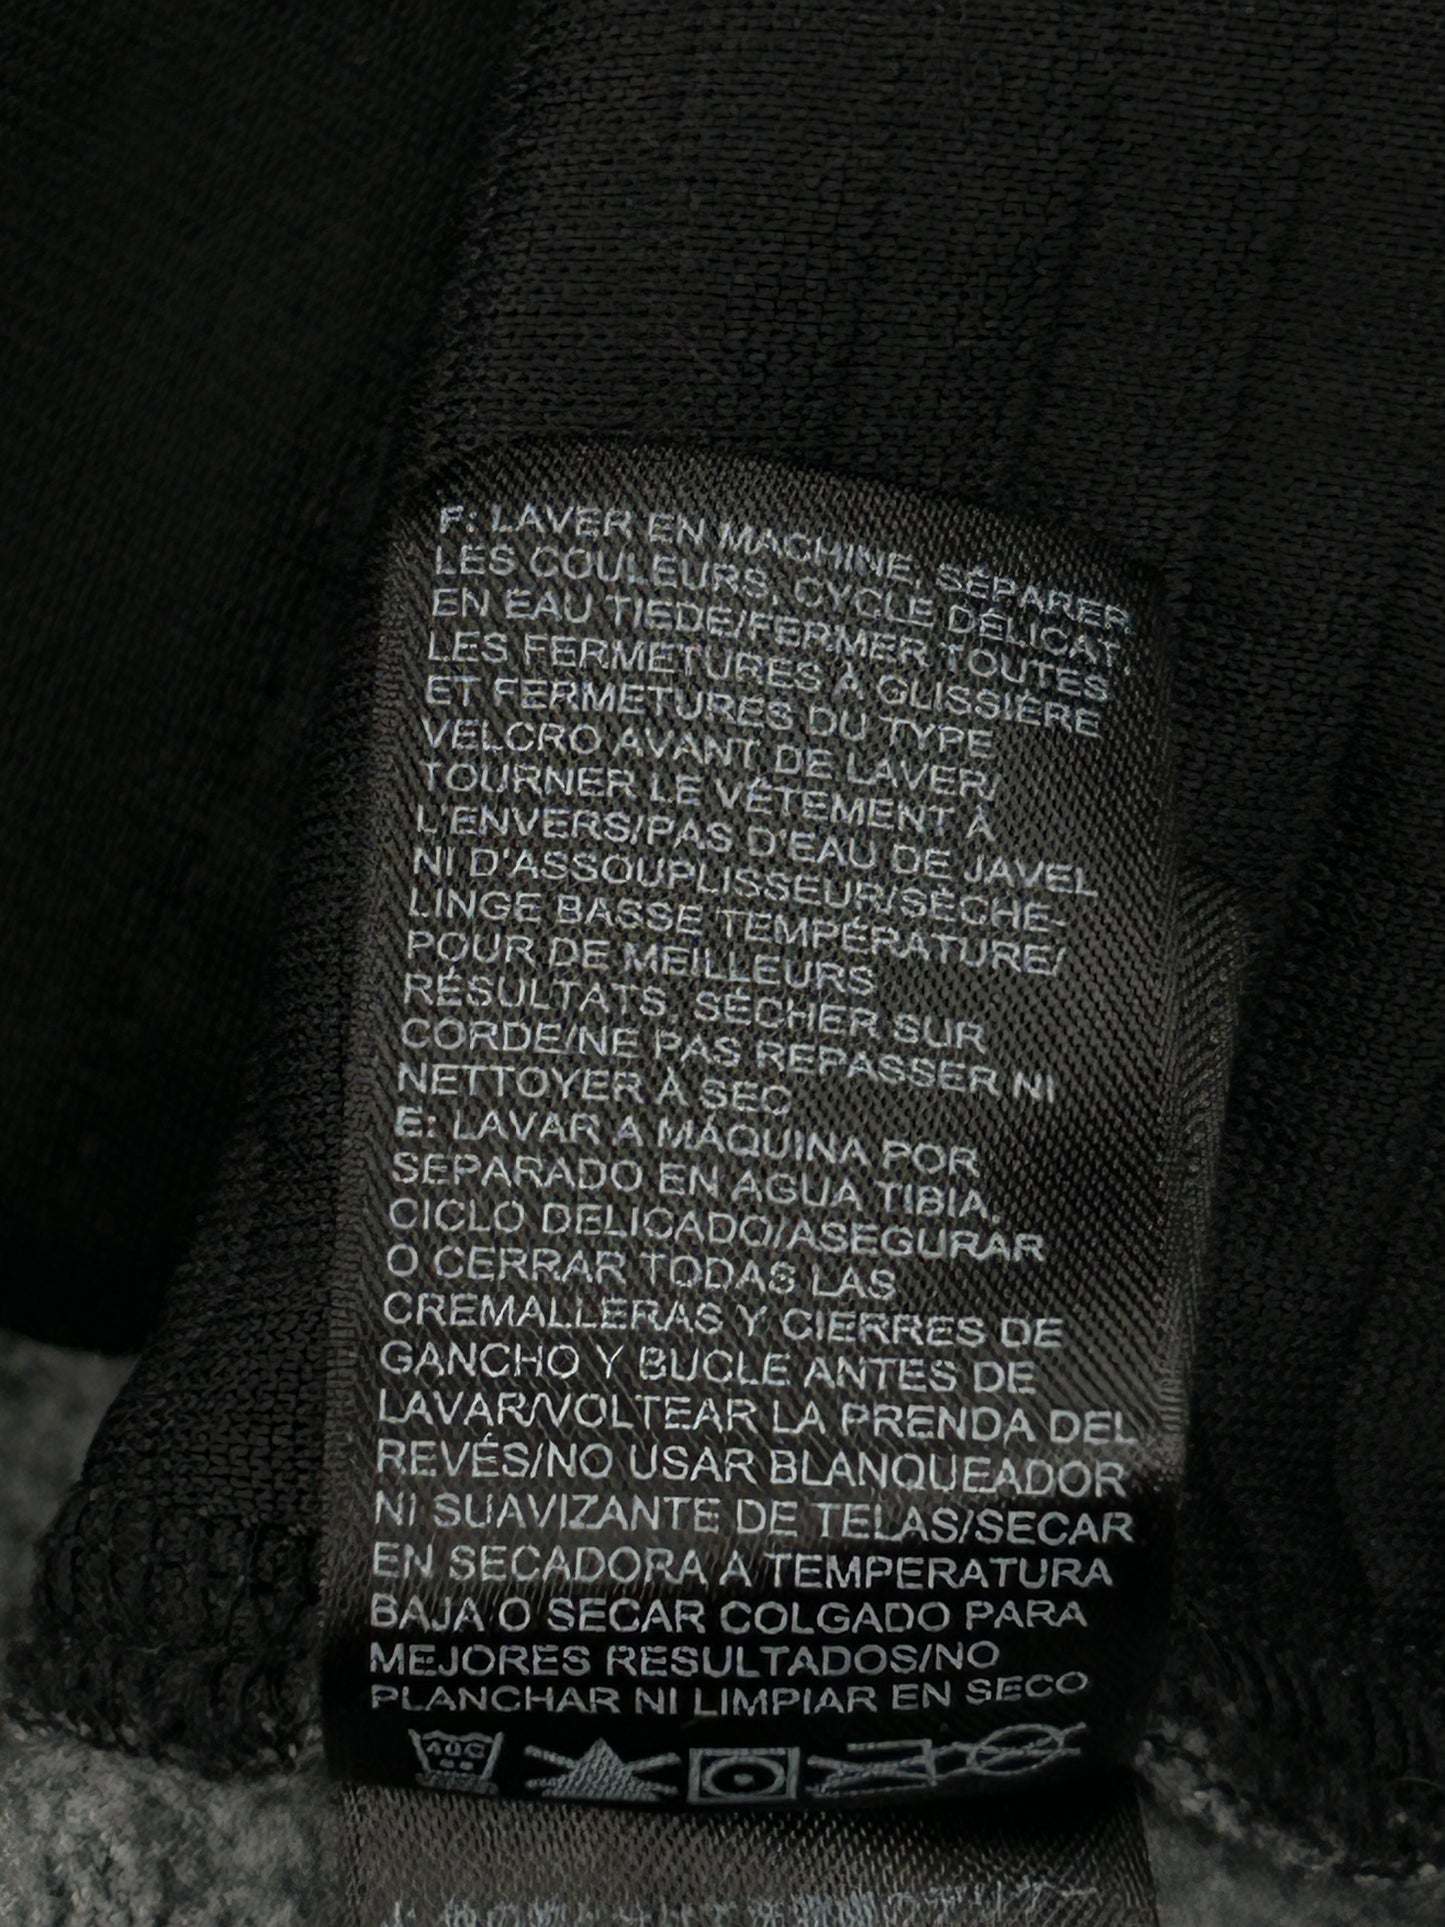 F: LAVER EN MACHINE, SÉPARER
LES COULEURS, CYCLE DÉLICAT,
EN EAU TIEDE/FERMER TOUTES
LES FERMETURES À GLISSIÈRE
ET FERMETURES DU TYPE
VELCRO AVANT DE LAVER/
TOURNER LE VÊTEMENT À
L'ENVERS/PAS D'EAU DE JAVEL
NI D'ASSOUPLISSEUR/SÈCHE-
LINGE BASSE TEMPÉRATURE/
POUR DE MEILLEURS
RÉSULTATS, SÉCHER SUR
CORDE/NE PAS REPASSER NI
NETTOYER À SEC
E: LAVAR A MÁQUINA POR
SEPARADO EN AGUA TIBIA,
CICLO DELICADO/ASEGURAR
O CERRAR TODAS LAS
CREMALLERAS Y CIERRES DE
GANCHO Y BUCLE ANTES DE
LAVAR/VOLTEAR LA PRENDA DEL
REVÉS/NO USAR BLANQUEADOR
NI SUAVIZANTE DE TELAS/SECAR
EN SECADORA A TEMPERATURA
BAJA O SECAR COLGADO PARA
MEJORES RESULTADOS/NO
PLANCHAR NI LIMPIAR EN SECO
40C